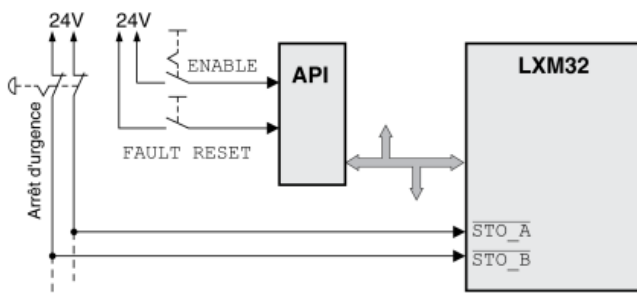 24V 24V
ENABLE
API
LXM32
FAULT RESET
Arrêt d'urgence
STO_A
STO_B